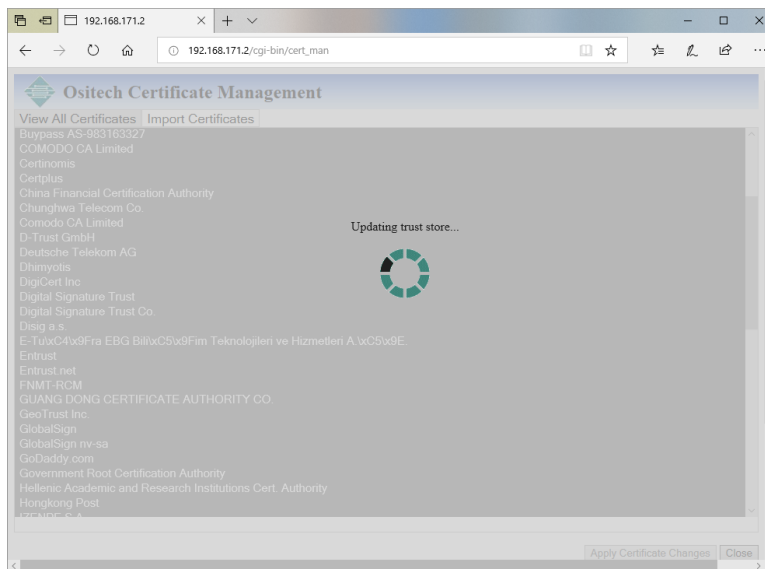 192.168.171.2
192.168.171.2/cgi-bin/cert_man
Ositech Certificate Management
View All Certificates Import Certificates
Buypass AS-983163327
COMODO CA Limited
Certinomis
Certplus
China Financial Certification Authority
Chunghwa Telecom Co.
Comodo CA Limited
D-Trust GmbH
Deutsche Telekom AG
Dhimyotis
DigiCert Inc
Digital Signature Trust
Digital Signature Trust Co.
Disig a.s.
E-Tu\xC4\x9Fra EBG Bili\xC5\x9Fim Teknolojileri ve Hizmetleri A.\xC5\x9E.
Entrust
Entrust.net
FNMT-RCM
GUANG DONG CERTIFICATE AUTHORITY CO.
GeoTrust Inc.
GlobalSign
GlobalSign nv-sa
GoDaddy.com
Government Root Certification Authority
Hellenic Academic and Research Institutions Cert. Authority
Hongkong Post
IZENPE S.A.
Updating trust store...
Apply Certificate Changes Close